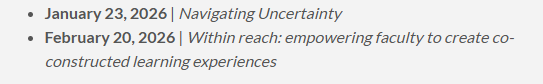 • January 23, 2026 | Navigating Uncertainty
• February 20, 2026 | Within reach: empowering faculty to create co-
constructed learning experiences